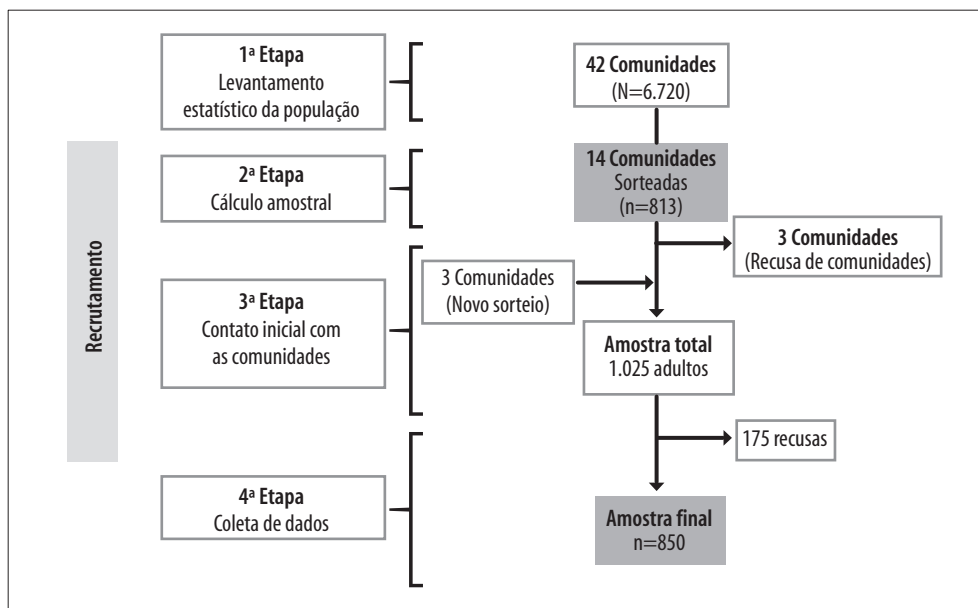 Recrutamento
1ª Etapa
Levantamento
estatístico da população
2ª Etapa
Cálculo amostral
3ª Etapa
Contato inicial com
as comunidades
4ª Etapa
Coleta de dados
42 Comunidades
(N=6.720)
14 Comunidades
Sorteadas
(n=813)
3 Comunidades
(Recusa de comunidades)
3 Comunidades
(Novo sorteio)
Amostra total
1.025 adultos
175 recusas
Amostra final
n=850